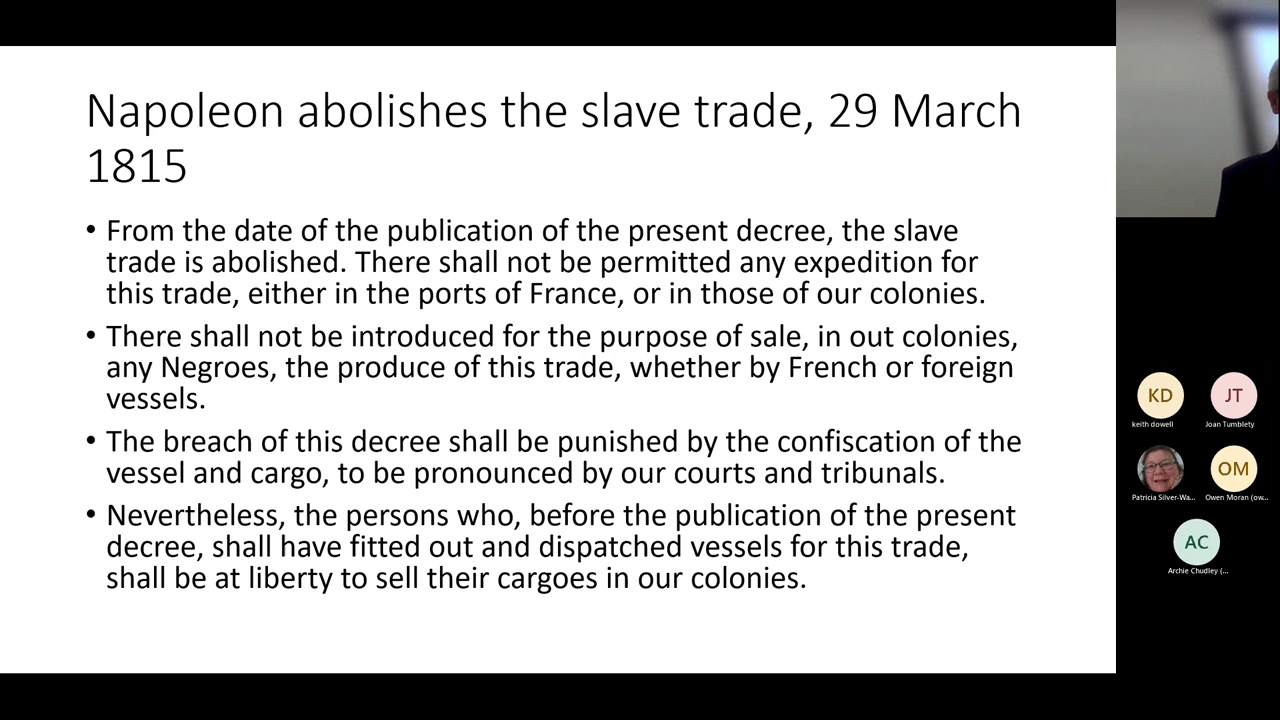 Napoleon abolishes the slave trade, 29 March
1815
• From the date of the publication of the present decree, the slave
trade is abolished. There shall not be permitted any expedition for
this trade, either in the ports of France, or in those of our colonies.
• There shall not be introduced for the purpose of sale, in out colonies,
any Negroes, the produce of this trade, whether by French or foreign
vessels.
• The breach of this decree shall be punished by the confiscation of the
vessel and cargo, to be pronounced by our courts and tribunals.
• Nevertheless, the persons who, before the publication of the present
decree, shall have fitted out and dispatched vessels for this trade,
shall be at liberty to sell their cargoes in our colonies.
KD
JT
keith dowell
Joan Tumblety
OM
Patricia Silver-Wa...
Owen Moran (ow...
AC
Archie Chudley (...